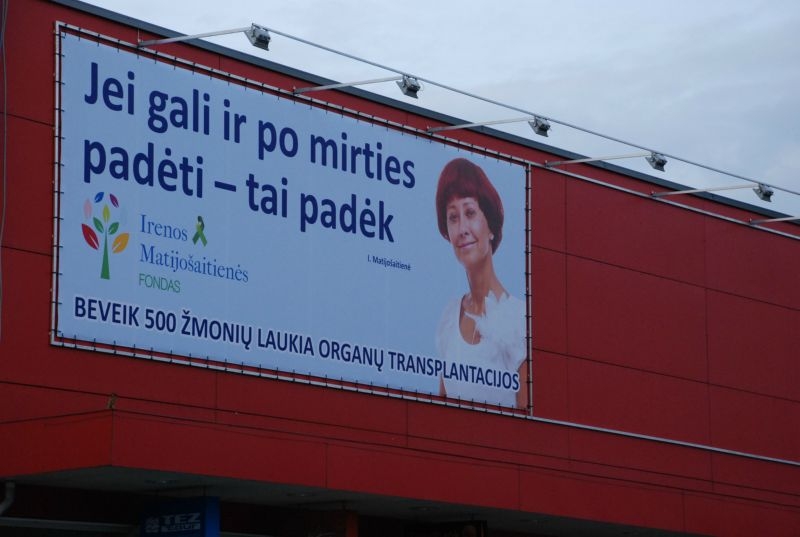 Jei gali ir po mirties
padėti – tai padėk
I. Matijošaitienė
Irenos
Matijošaitienės
FONDAS
BEVEIK 500 ŽMONIŲ LAUKIA ORGANŲ TRANSPLANTACIJOS